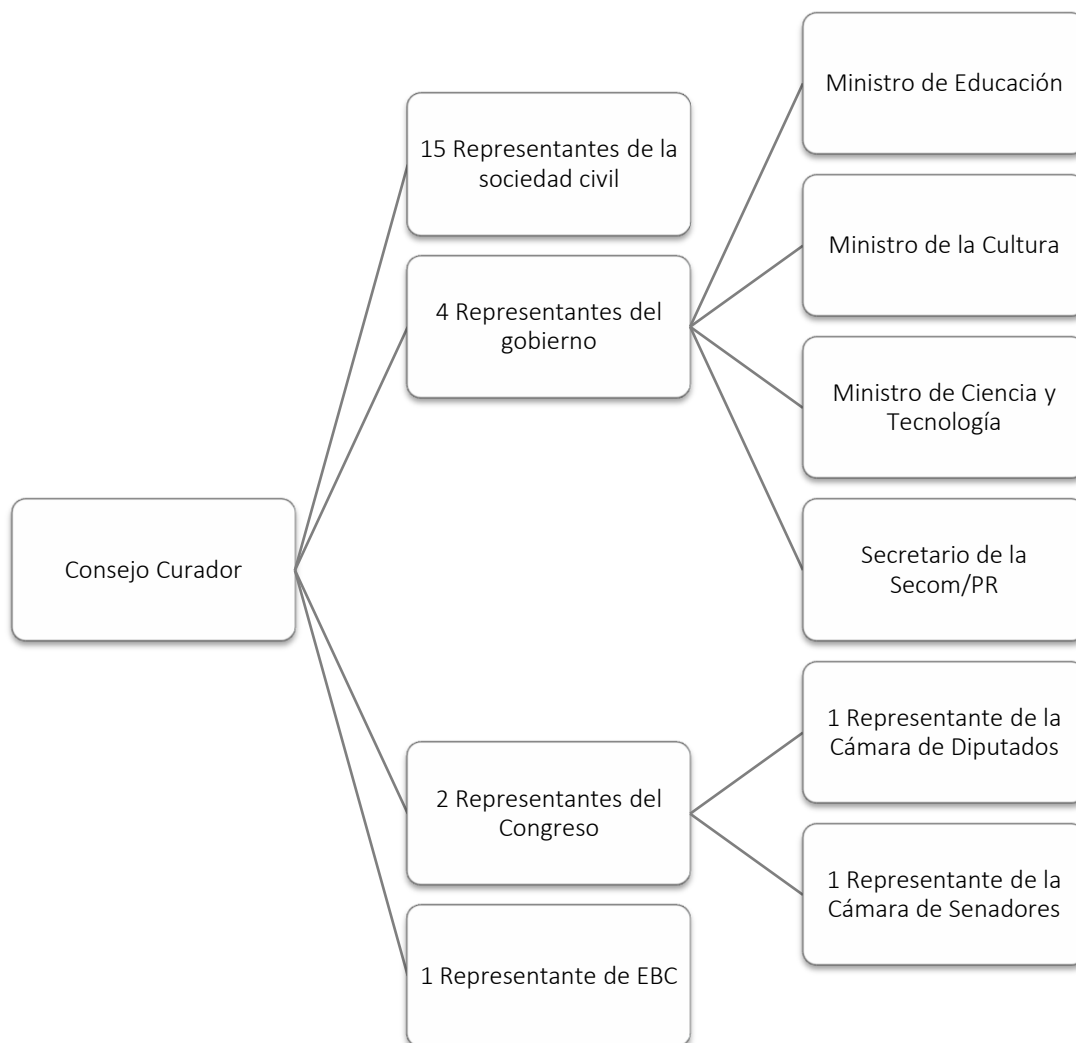 Consejo Curador
15 Representantes de la
sociedad civil
4 Representantes del
gobierno
Ministro de Educación
Ministro de la Cultura
Ministro de Ciencia y
Tecnología
Secretario de la
Secom/PR
2 Representantes del
Congreso
1 Representante de la
Cámara de Diputados
1 Representante de la
Cámara de Senadores
1 Representante de EBC